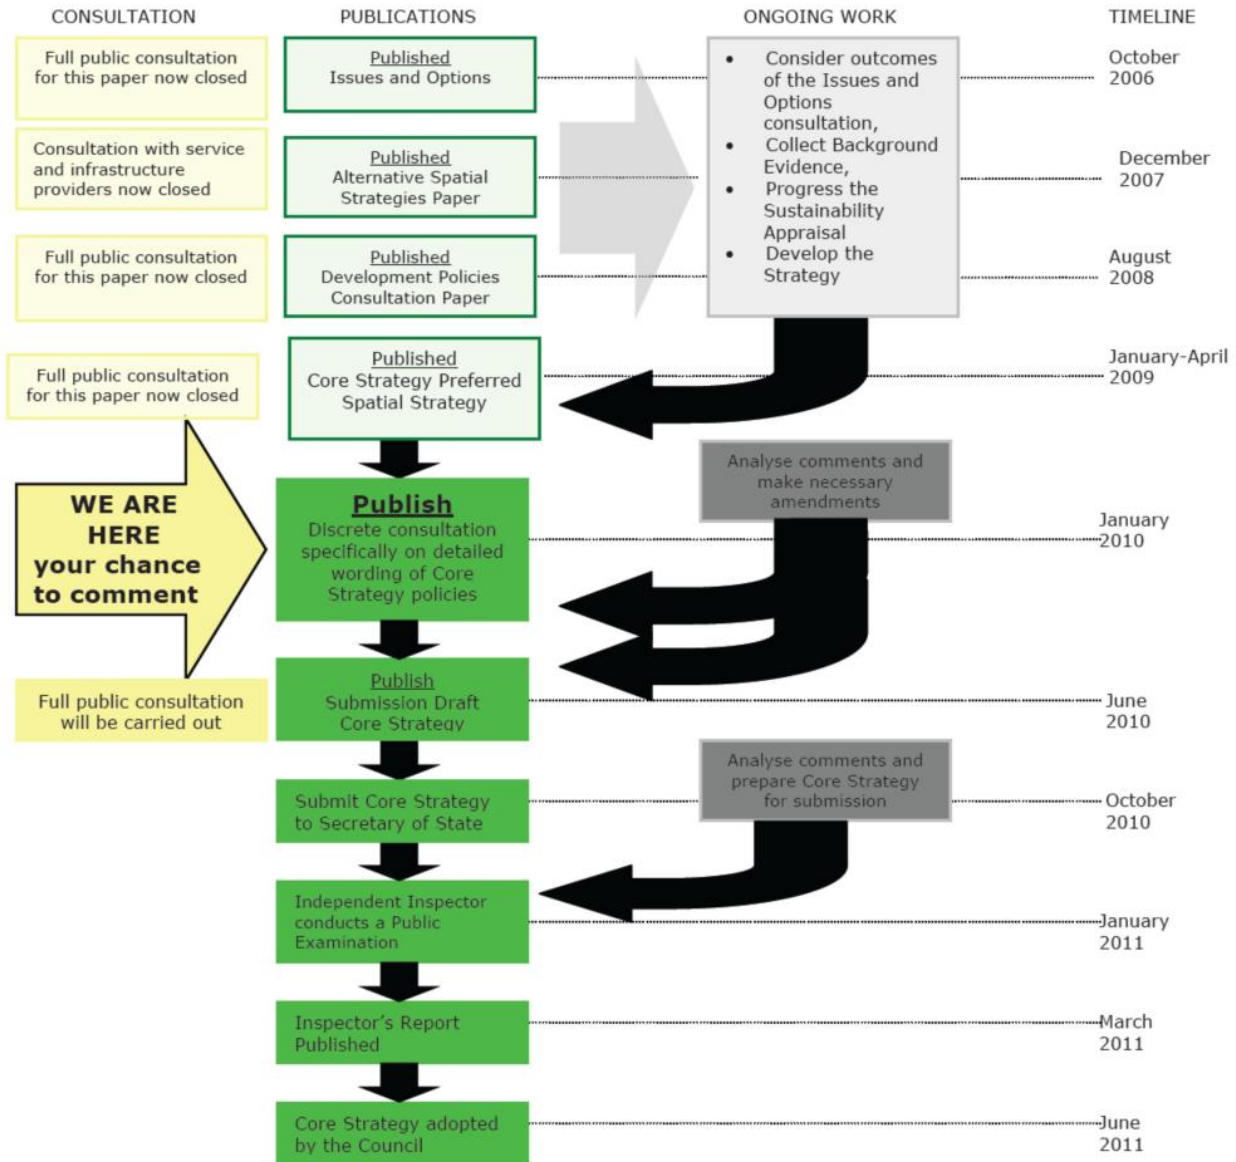 CONSULTATION
PUBLICATIONS
ONGOING WORK
TIMELINE
Full public consultation
for this paper now closed
Published
Issues and Options
• Consider outcomes
of the Issues and
Options
consultation,
• Collect Background
Evidence,
• Progress the
Sustainability
Appraisal
• Develop the
Strategy
October
2006
Consultation with service
and infrastructure
providers now closed
Published
Alternative Spatial
Strategies Paper
December
2007
Full public consultation
for this paper now closed
Published
Development Policies
Consultation Paper
August
2008
Full public consultation
for this paper now closed
Published
Core Strategy Preferred
Spatial Strategy
January-April
2009
WE ARE
HERE
your chance
to comment
Publish
Discrete consultation
specifically on detailed
wording of Core
Strategy policies
Analyse comments and
make necessary
amendments
January
2010
Full public consultation
will be carried out
Publish
Submission Draft
Core Strategy
June
2010
Submit Core Strategy
to Secretary of State
Analyse comments and
prepare Core Strategy
for submission
October
2010
Independent Inspector
conducts a Public
Examination
January
2011
Inspector's Report
Published
March
2011
Core Strategy adopted
by the Council
June
2011